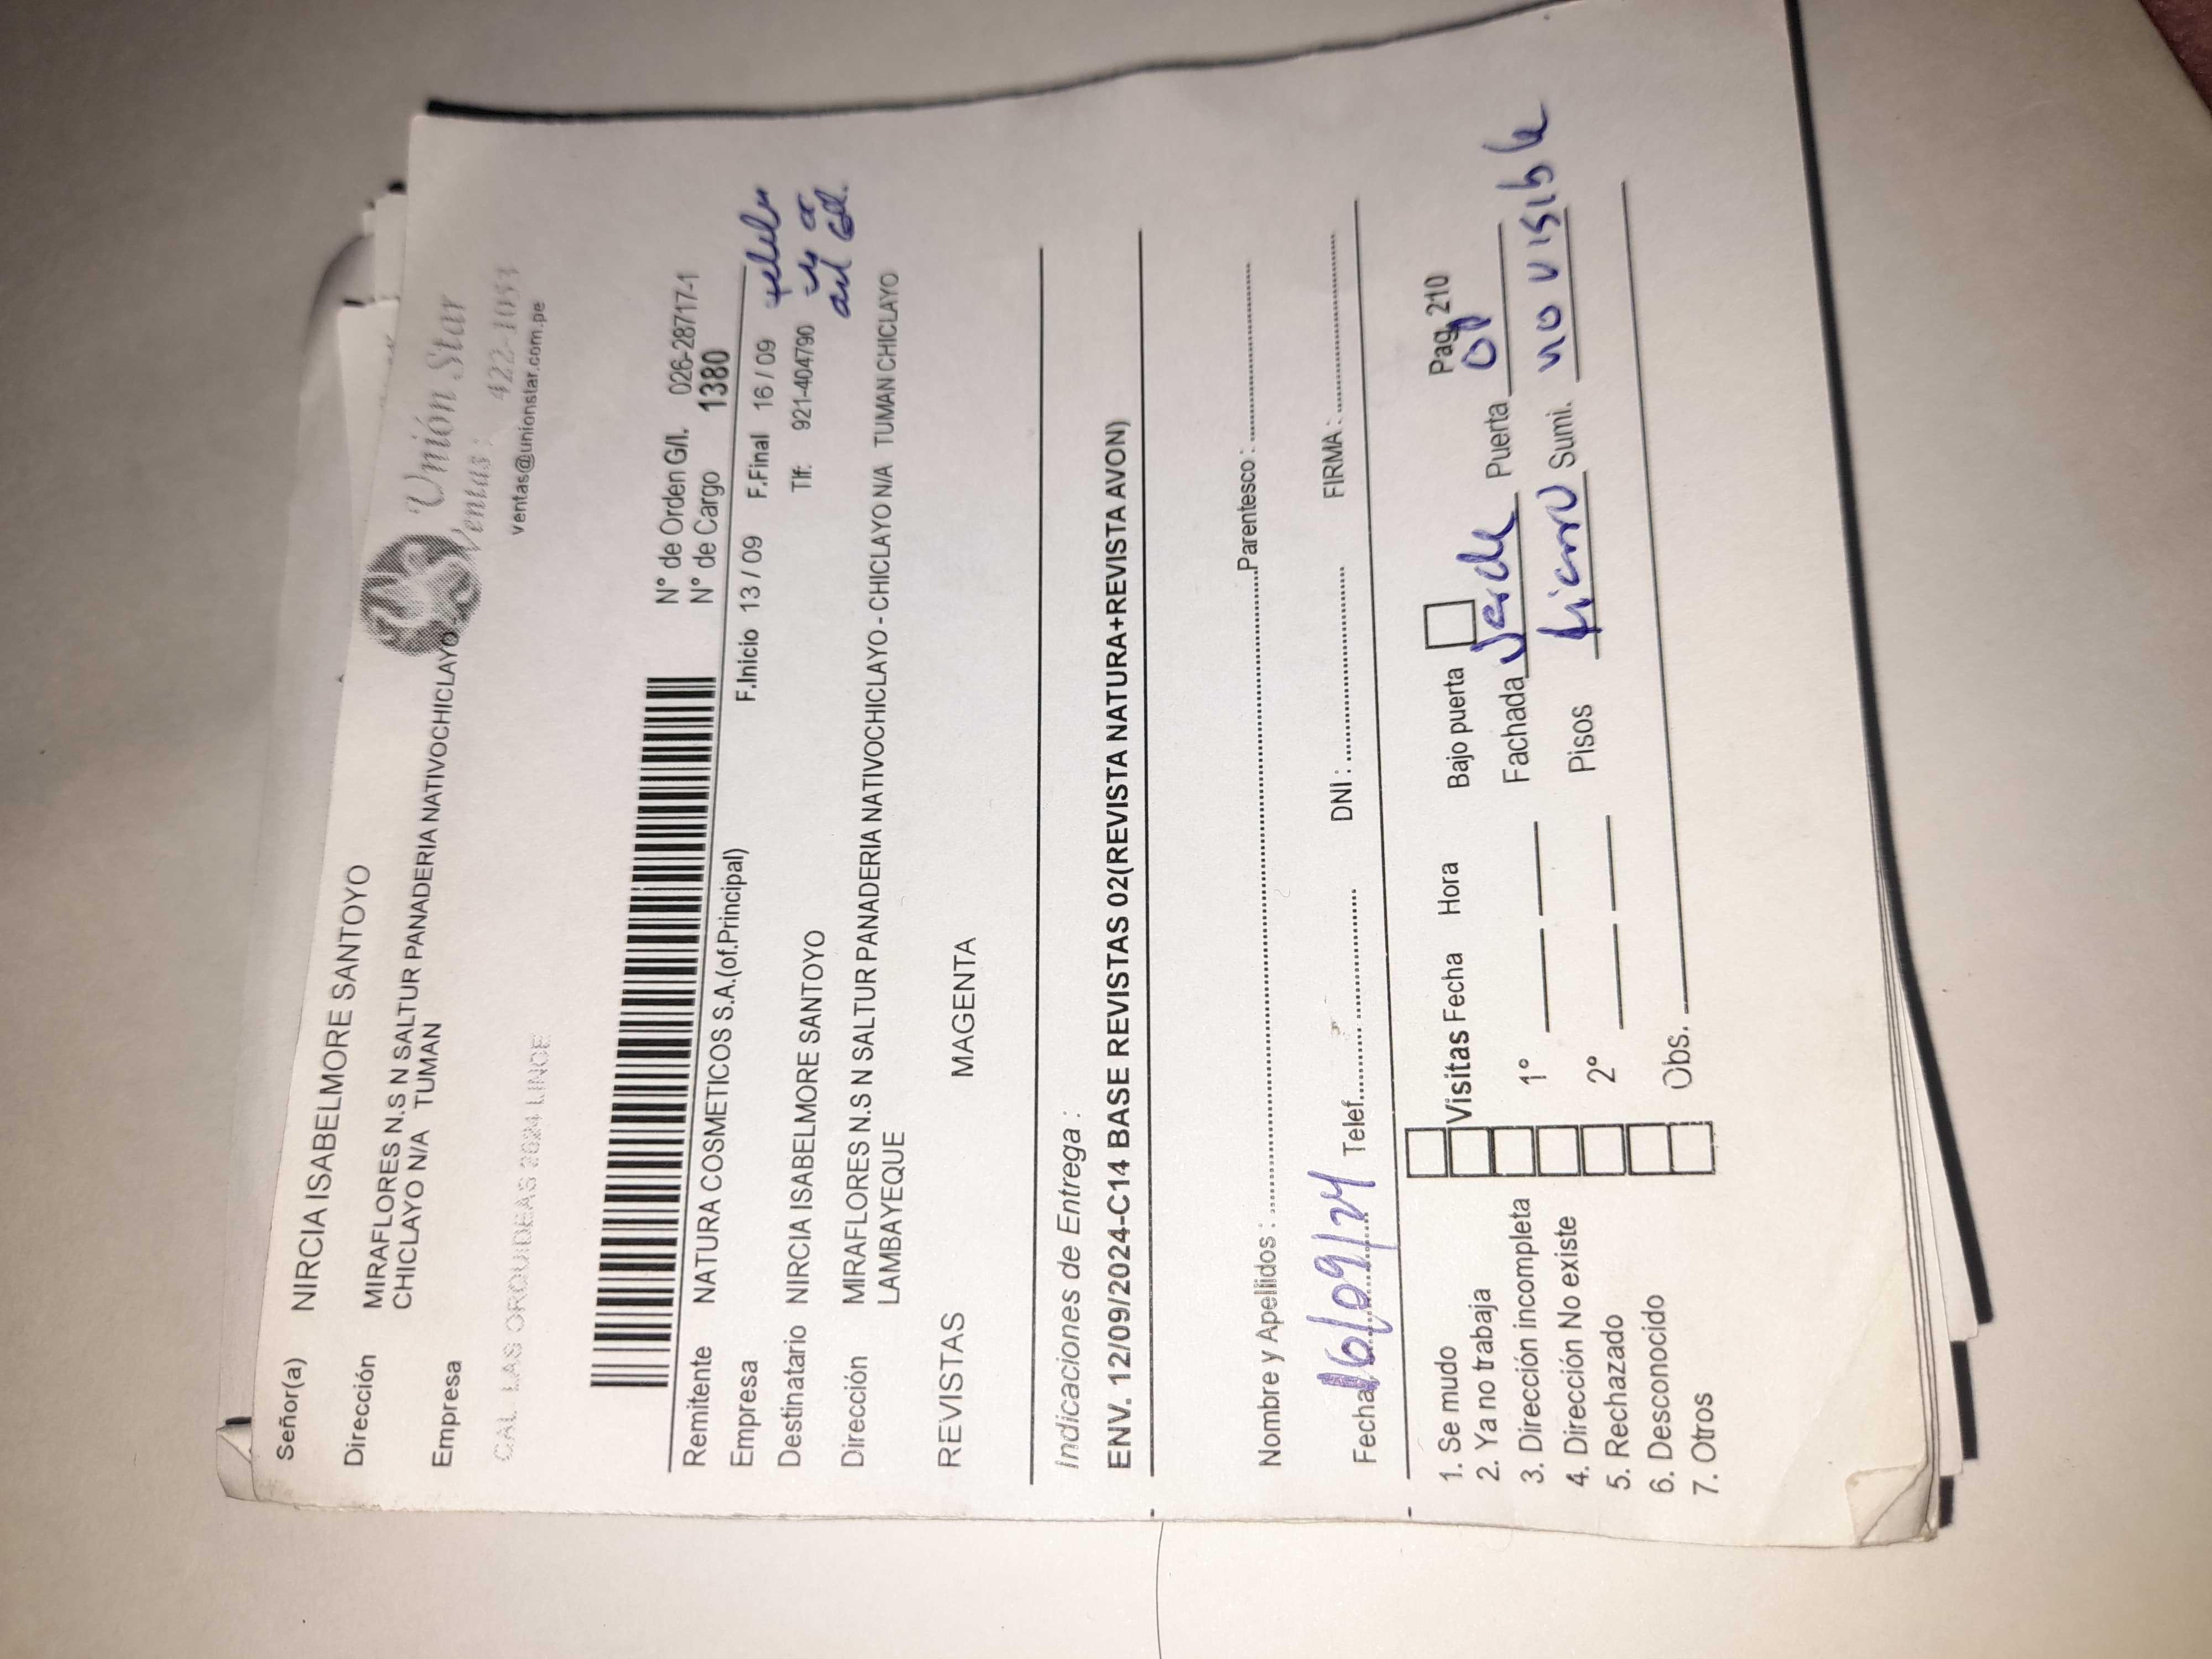 Señor(a) NIRCIA ISABELMORE SANTOYO
Dirección MIRAFLORES N.S N SALTUR PANADERIA NATIVOCHICLAYO -
CHICLAYO N/A TUMAN
Empresa
Unión Star
Ventas: 422-1053
ventas@unionstar.com.pe
CAL. LAS ORQUIDEAS 2624 LINCE
N° de Orden G/l. 026-28717-1
N° de Cargo 1380
Remitente NATURA COSMETICOS S.A.(of.Principal)
Empresa F.Inicio 13 / 09 F.Final 16 / 09
Destinatario NIRCIA ISABELMORE SANTOYO Tlf: 921-404790
Dirección MIRAFLORES N.S N SALTUR PANADERIA NATIVOCHICLAYO - CHICLAYO N/A TUMAN CHICLAYO
LAMBAYEQUE
REVISTAS MAGENTA
Indicaciones de Entrega :
ENV. 12/09/2024-C14 BASE REVISTAS 02(REVISTA NATURA+REVISTA AVON)
Nombre y Apellidos : Parentesco :
Fecha 16/09/24 Telef. DNI : FIRMA :
1. Se mudo
2. Ya no trabaja
3. Dirección incompleta
4. Dirección No existe
5. Rechazado
6. Desconocido
7. Otros
Visitas Fecha Hora Bajo puerta Pag. 210
1° Fachada Verde Puerta
2° Pisos Sumi. no visible
Obs.